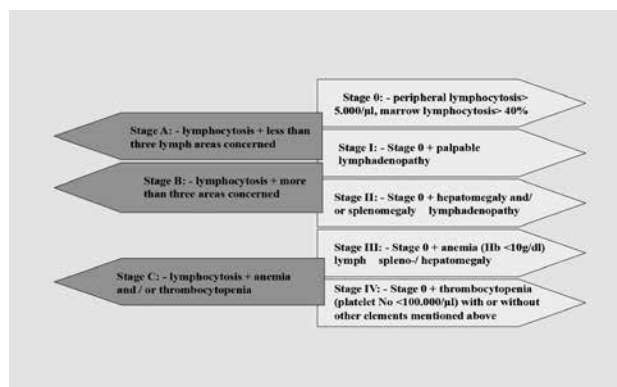 Stage 0: - peripheral lymphocytosis>
5.000/µl, marrow lymphocytosis> 40%
Stage A: - lymphocytosis + less than
three lymph areas concerned
Stage I: - Stage 0 + palpable
lymphadenopathy
Stage B: - lymphocytosis + more
than three areas concerned
Stage II: - Stage 0 + hepatomegaly and/
or splenomegaly lymphadenopathy
Stage III: - Stage 0 + anemia (Hb <10g/dl)
lymph spleno-/ hepatomegaly
Stage C: - lymphocytosis + anemia
and / or thrombocytopenia
Stage IV: - Stage 0 + thrombocytopenia
(platelet No <100.000/µl) with or without
other elements mentioned above